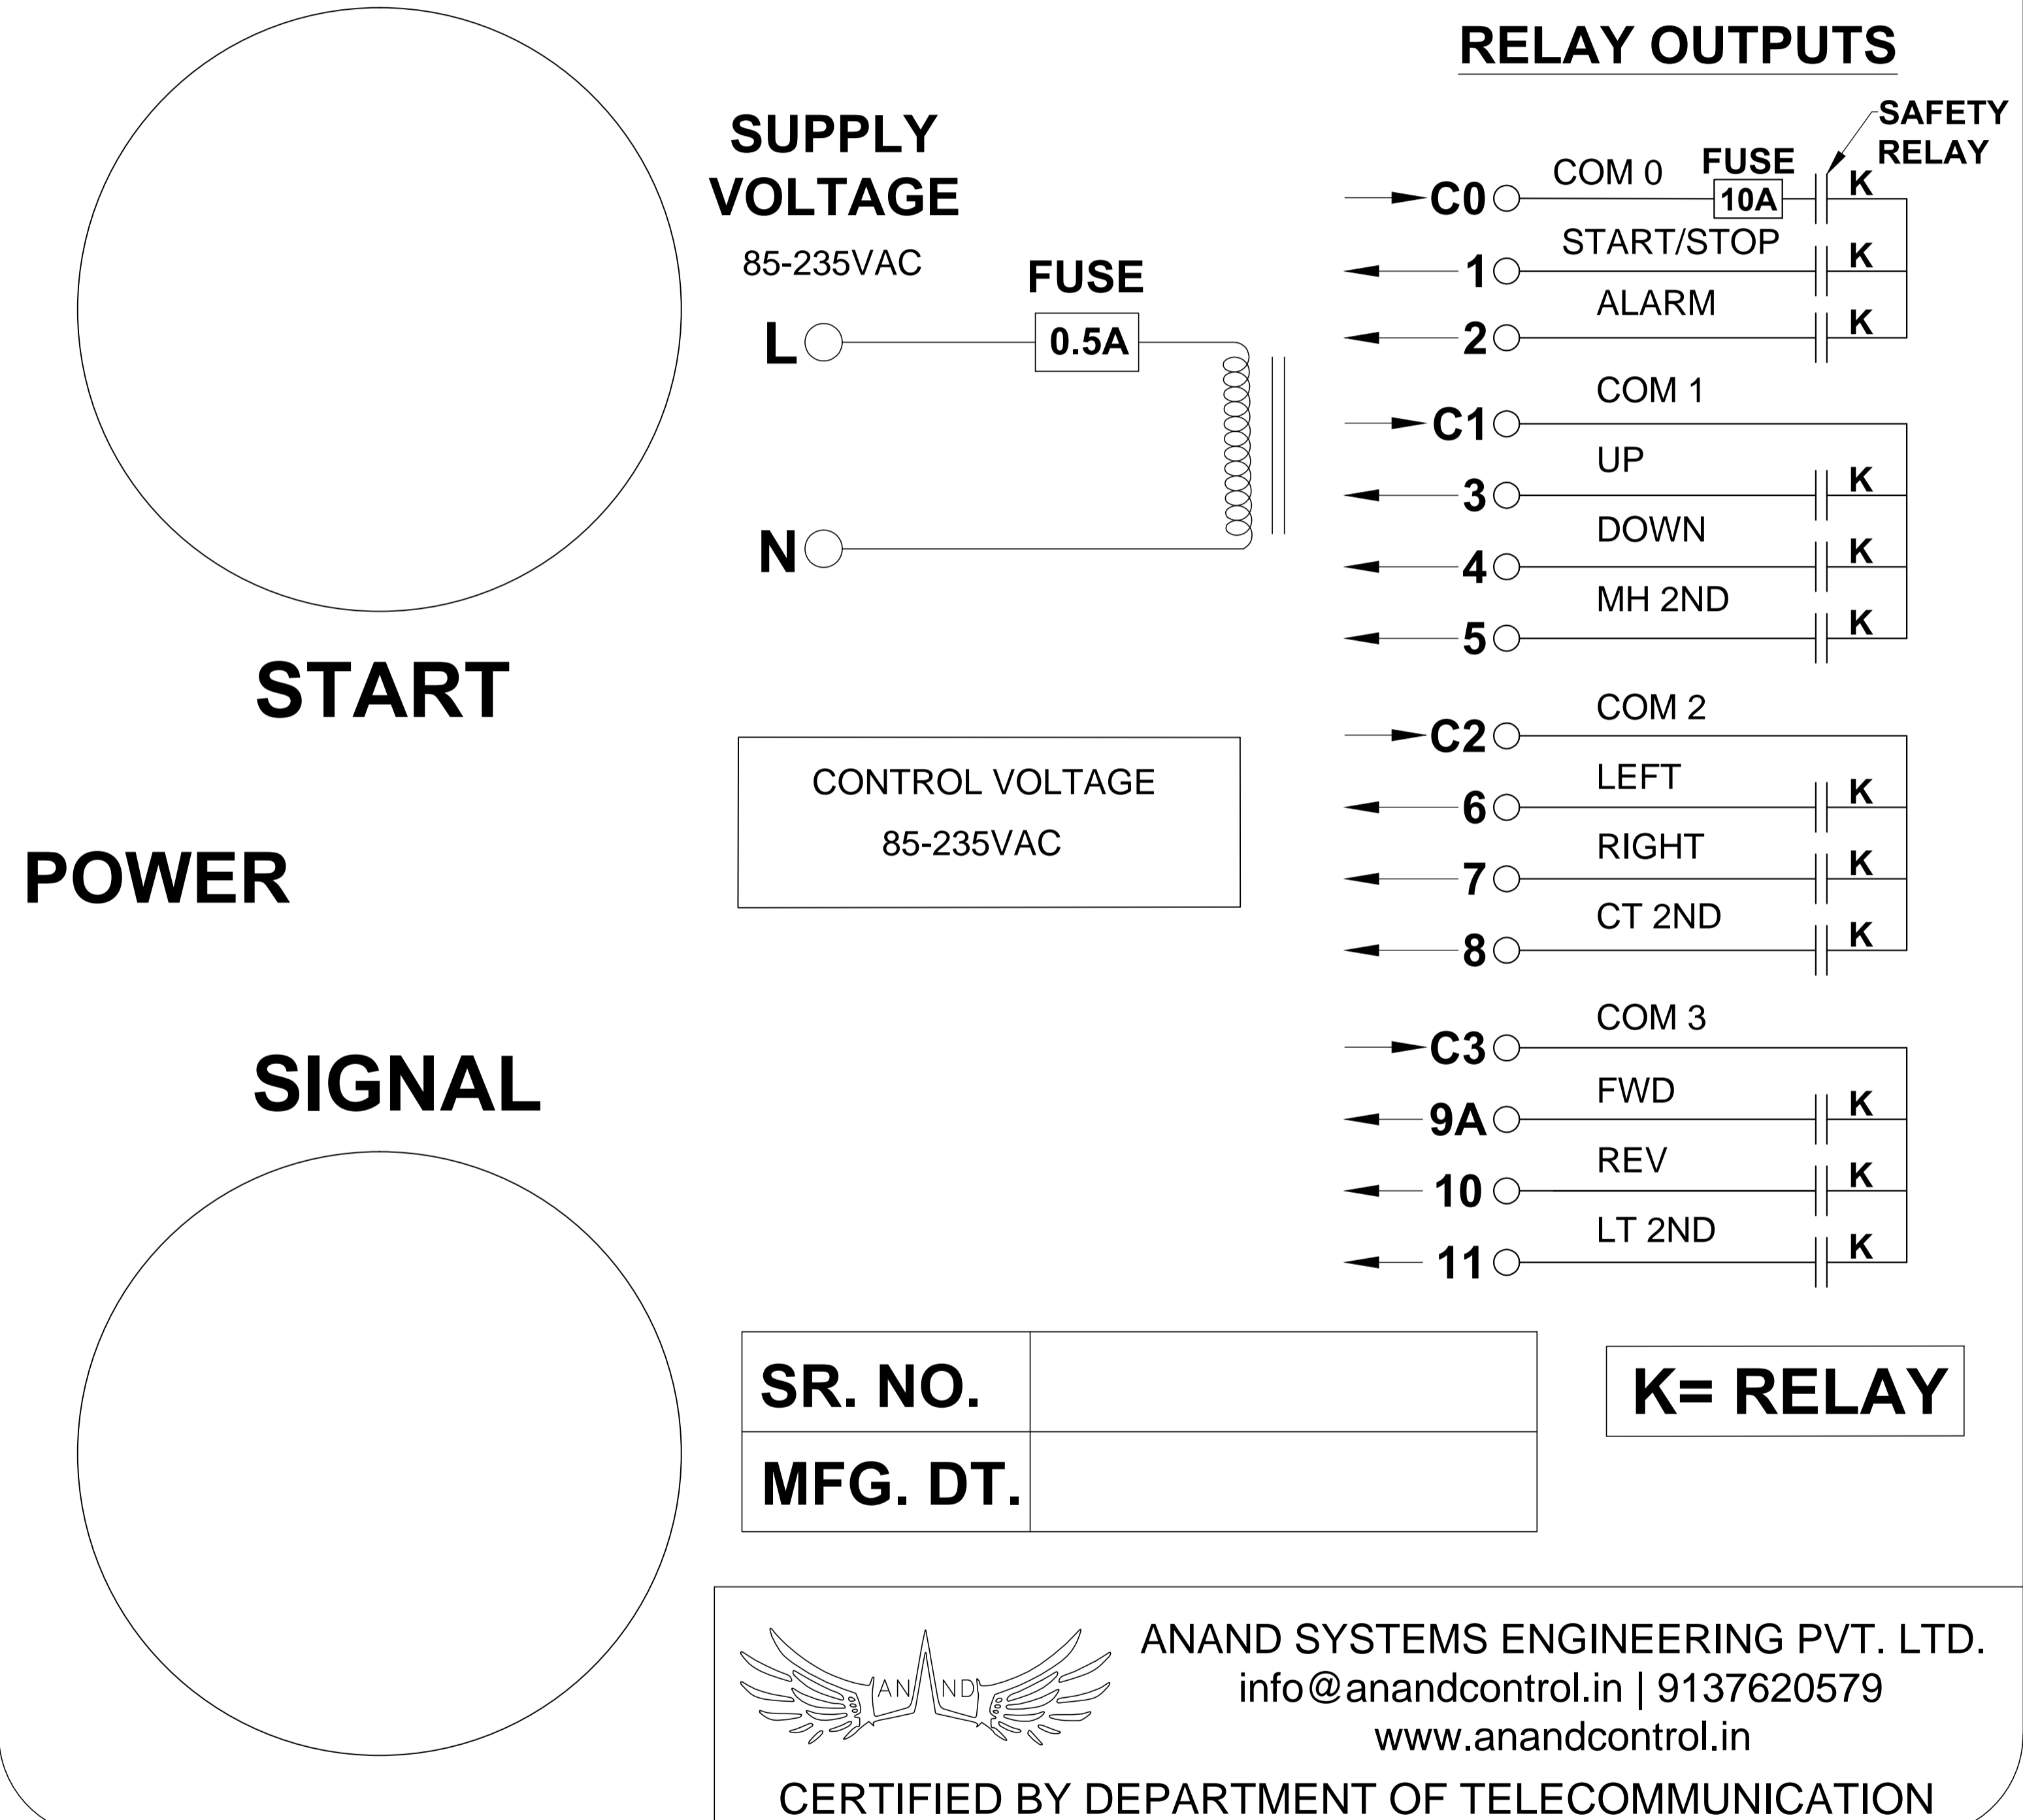 RELAY OUTPUTS
SAFETY
RELAY
SUPPLY
VOLTAGE
85-235VAC
FUSE
L
0.5A
N
COM 0
FUSE
C0
10A
K
START/STOP
1
K
ALARM
2
K
COM 1
C1
UP
3
K
DOWN
4
K
MH 2ND
5
K
START
COM 2
C2
CONTROL VOLTAGE
85-235VAC
LEFT
6
K
RIGHT
7
K
CT 2ND
8
K
POWER
COM 3
C3
SIGNAL
FWD
9A
K
REV
10
K
LT 2ND
11
K
SR. NO.
MFG. DT.
K= RELAY
AN ND
ANAND SYSTEMS ENGINEERING PVT. LTD.
info@anandcontrol.in | 9137620579
www.anandcontrol.in
CERTIFIED BY DEPARTMENT OF TELECOMMUNICATION